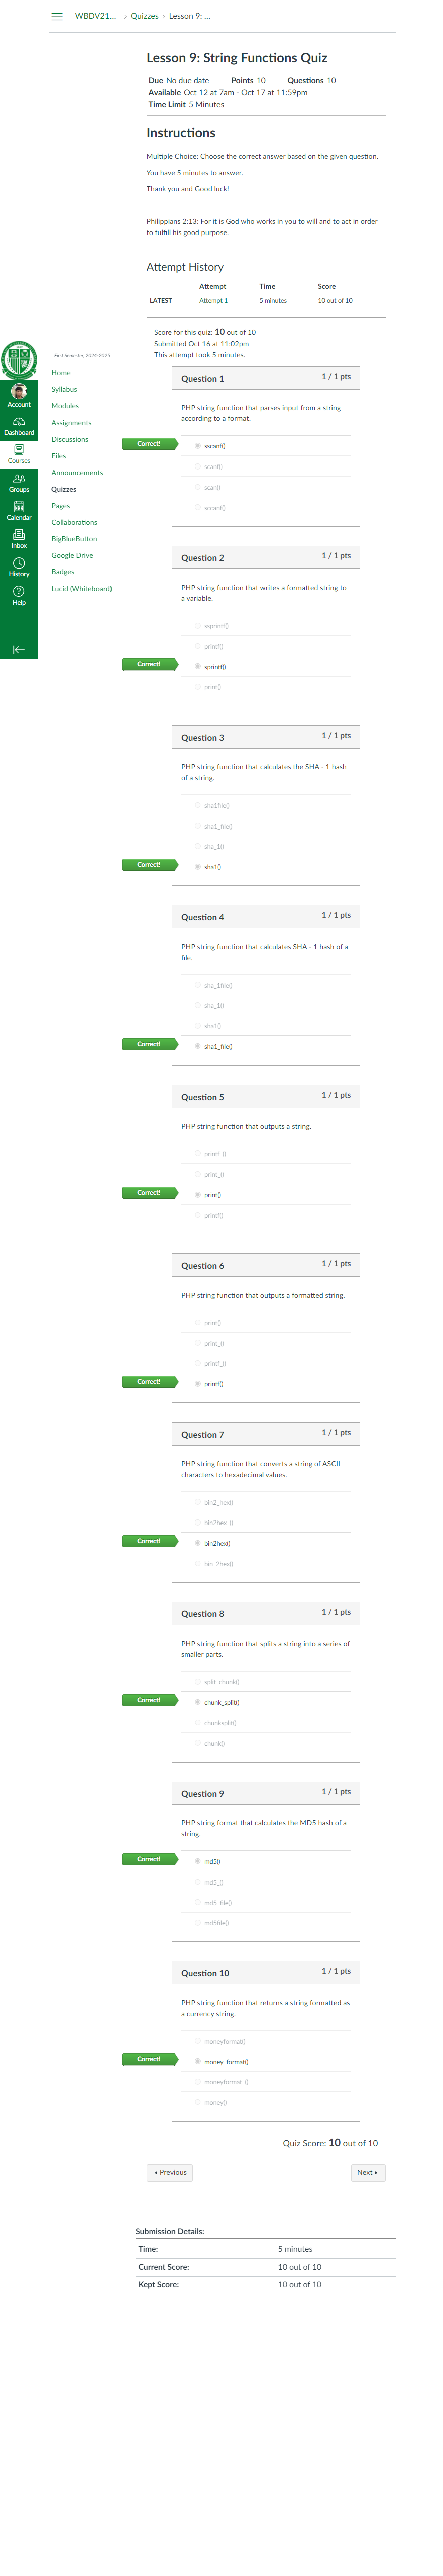 WBDV21... > Quizzes > Lesson 9: ...
Lesson 9: String Functions Quiz
Due No due date Points 10 Questions 10
Available Oct 12 at 7am - Oct 17 at 11:59pm
Time Limit 5 Minutes
Instructions
Multiple Choice: Choose the correct answer based on the given question.
You have 5 minutes to answer.
Thank you and Good luck!
Philippians 2:13: For it is God who works in you to will and to act in order
to fulfill his good purpose.
Attempt History
Attempt Time Score
LATEST Attempt 1 5 minutes 10 out of 10
Score for this quiz: 10 out of 10
Submitted Oct 16 at 11:02pm
This attempt took 5 minutes.
First Semester, 2024-2025
Home
Syllabus
Modules
Assignments
Discussions
Files
Announcements
Quizzes
Pages
Collaborations
BigBlueButton
Google Drive
Badges
Lucid (Whiteboard)
Account
Dashboard
Courses
Groups
Calendar
Inbox
History
Help
Question 1 1 / 1 pts
PHP string function that parses input from a string
according to a format.
Correct! sscanf()
scanf()
scan()
sccanf()
Question 2 1 / 1 pts
PHP string function that writes a formatted string to
a variable.
vsprintf()
printf()
Correct! sprintf()
print()
Question 3 1 / 1 pts
PHP string function that calculates the SHA - 1 hash
of a string.
sha1file()
sha1_file()
sha_1()
Correct! sha1()
Question 4 1 / 1 pts
PHP string function that calculates SHA - 1 hash of a
file.
sha_1file()
sha_1()
sha1()
Correct! sha1_file()
Question 5 1 / 1 pts
PHP string function that outputs a string.
printf_()
print_()
Correct! print()
printf()
Question 6 1 / 1 pts
PHP string function that outputs a formatted string.
print()
print_()
printf_()
Correct! printf()
Question 7 1 / 1 pts
PHP string function that converts a string of ASCII
characters to hexadecimal values.
bin2_hex()
bin2hex_()
Correct! bin2hex()
bin_2hex()
Question 8 1 / 1 pts
PHP string function that splits a string into a series of
smaller parts.
split_chunk()
Correct! chunk_split()
chunksplit()
chunk()
Question 9 1 / 1 pts
PHP string format that calculates the MD5 hash of a
string.
Correct! md5()
md5_()
md5_file()
md5file()
Question 10 1 / 1 pts
PHP string function that returns a string formatted as
a currency string.
moneyformat()
Correct! money_format()
moneyformat_()
money()
Quiz Score: 10 out of 10
◂ Previous Next ▸
Submission Details:
Time: 5 minutes
Current Score: 10 out of 10
Kept Score: 10 out of 10